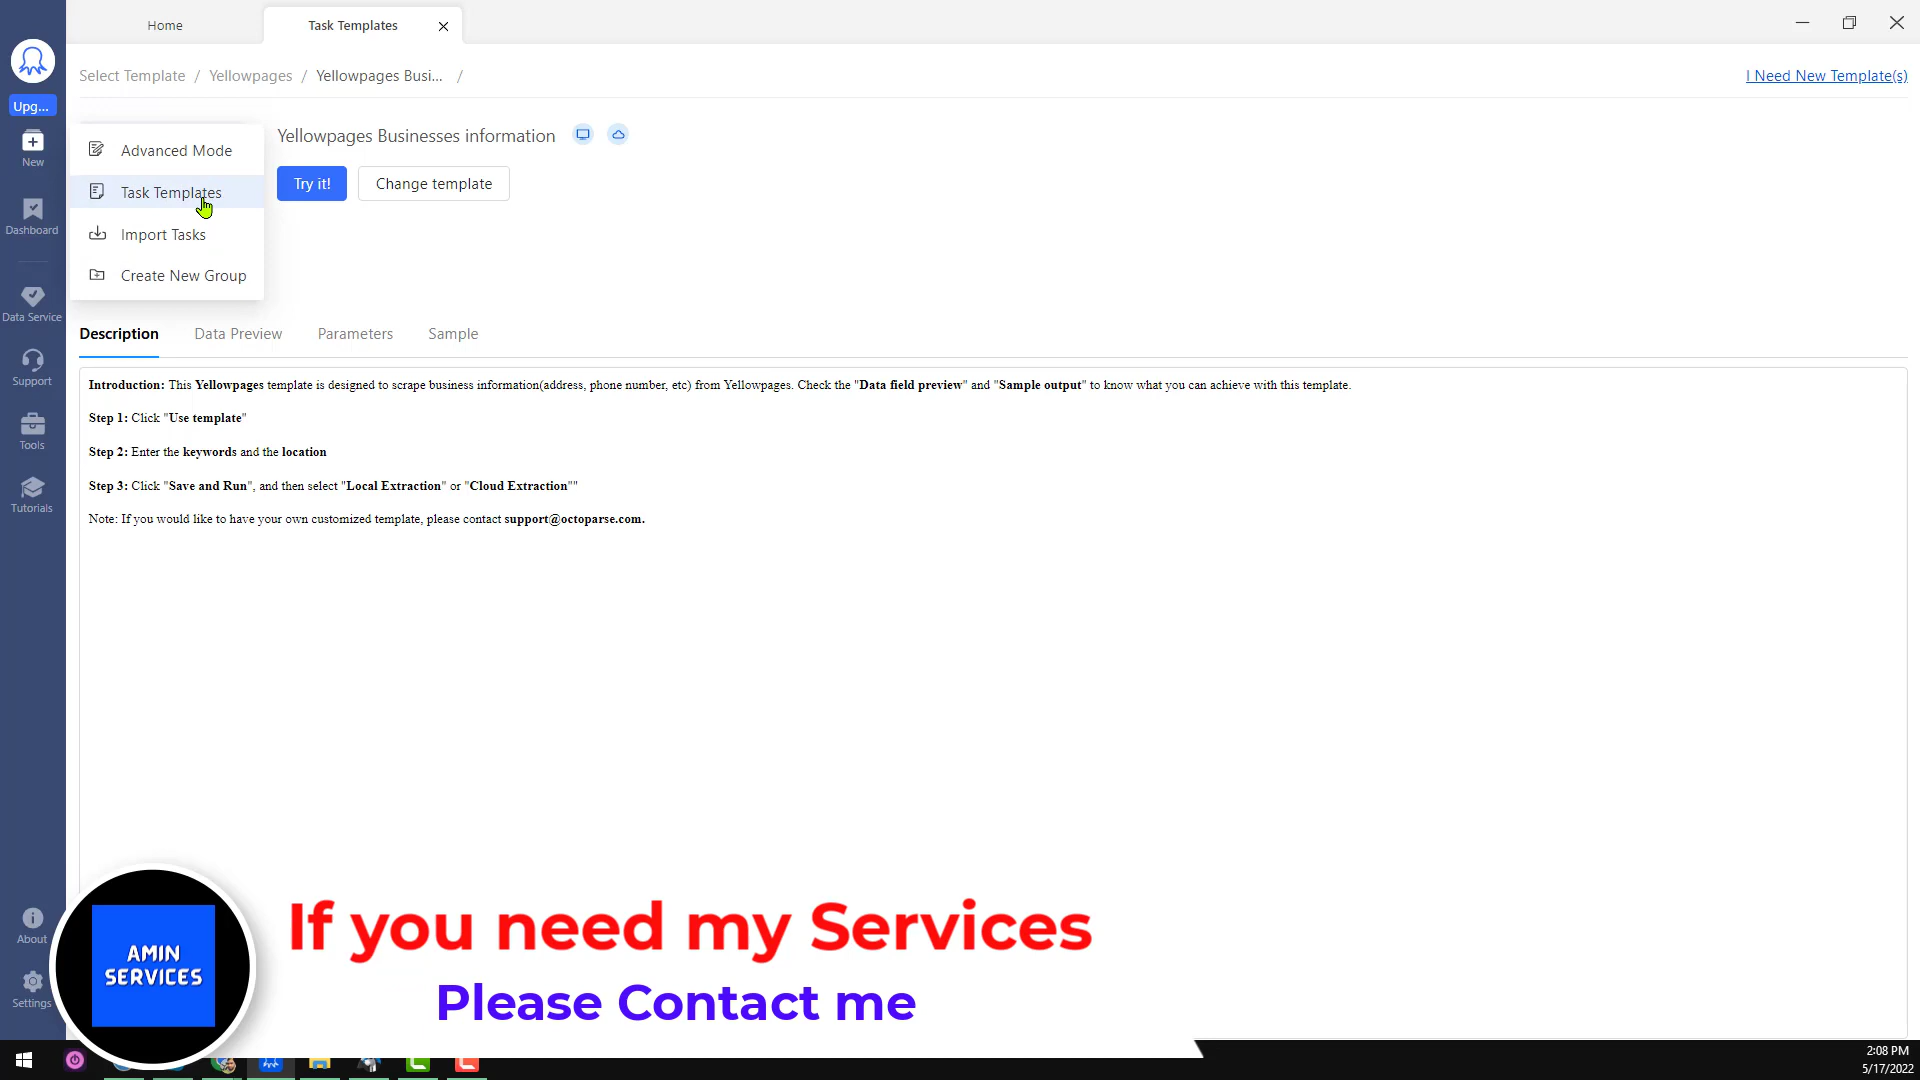 Home
Task Templates
Upg...
New
Dashboard
Data Service
Support
Tools
Tutorials
About
Settings
Select Template / Yellowpages / Yellowpages Busi... /
I Need New Template(s)
Advanced Mode
Task Templates
Import Tasks
Create New Group
Yellowpages Businesses information
Try it!
Change template
Description
Data Preview
Parameters
Sample
Introduction: This Yellowpages template is designed to scrape business information(address, phone number, etc) from Yellowpages. Check the "Data field preview" and "Sample output" to know what you can achieve with this template.
Step 1: Click "Use template"
Step 2: Enter the keywords and the location
Step 3: Click "Save and Run", and then select "Local Extraction" or "Cloud Extraction""
Note: If you would like to have your own customized template, please contact support@octoparse.com.
AMIN
SERVICES
If you need my Services
Please Contact me
2:08 PM
5/17/2022